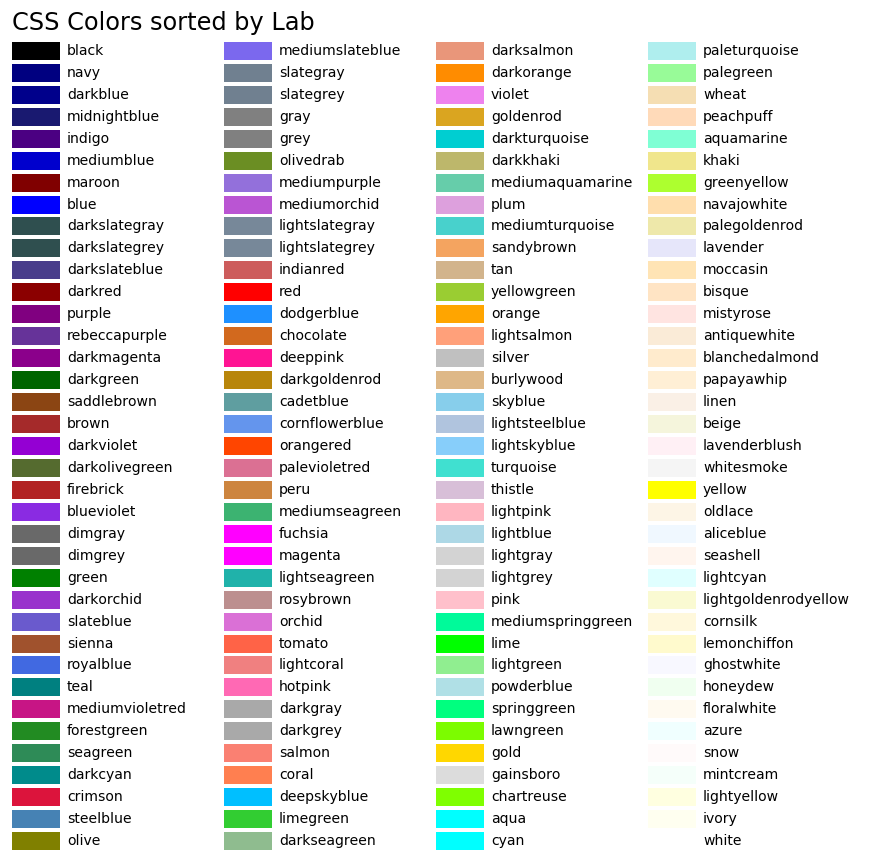 CSS Colors sorted by Lab
black
navy
darkblue
midnightblue
indigo
mediumblue
maroon
blue
darkslategray
darkslategrey
darkslateblue
darkred
purple
rebeccapurple
darkmagenta
darkgreen
saddlebrown
brown
darkviolet
darkolivegreen
firebrick
blueviolet
dimgray
dimgrey
green
darkorchid
slateblue
sienna
royalblue
teal
mediumvioletred
forestgreen
seagreen
darkcyan
crimson
steelblue
olive
mediumslateblue
slategray
slategrey
gray
grey
olivedrab
mediumpurple
mediumorchid
lightslategray
lightslategrey
indianred
red
dodgerblue
chocolate
deeppink
darkgoldenrod
cadetblue
cornflowerblue
orangered
palevioletred
peru
mediumseagreen
fuchsia
magenta
lightseagreen
rosybrown
orchid
tomato
lightcoral
hotpink
darkgray
darkgrey
salmon
coral
deepskyblue
limegreen
darkseagreen
darksalmon
darkorange
violet
goldenrod
darkturquoise
darkkhaki
mediumaquamarine
plum
mediumturquoise
sandybrown
tan
yellowgreen
orange
lightsalmon
silver
burlywood
skyblue
lightsteelblue
lightskyblue
turquoise
thistle
lightpink
lightblue
lightgray
lightgrey
pink
mediumspringgreen
lime
lightgreen
powderblue
springgreen
lawngreen
gold
gainsboro
chartreuse
aqua
cyan
paleturquoise
palegreen
wheat
peachpuff
aquamarine
khaki
greenyellow
navajowhite
palegoldenrod
lavender
moccasin
bisque
mistyrose
antiquewhite
blanchedalmond
papayawhip
linen
beige
lavenderblush
whitesmoke
yellow
oldlace
aliceblue
seashell
lightcyan
lightgoldenrodyellow
cornsilk
lemonchiffon
ghostwhite
honeydew
floralwhite
azure
snow
mintcream
lightyellow
ivory
white